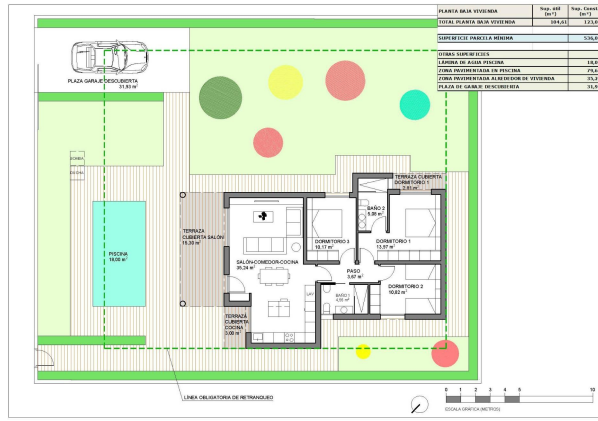 PLANTA BAJA VIVIENDA Sup. útil (m²) Sup. Const
TOTAL PLANTA BAJA VIVIENDA 104,61 123,0
SUPERFICIE PARCELA MÍNIMA 536,0
OTRAS SUPERFICIES
LÁMINA DE AGUA PISCINA 18,0
ZONA PAVIMENTADA EN PISCINA 79,6
ZONA PAVIMENTADA ALREDEDOR DE VIVIENDA 35,2
PLAZA DE GARAJE DESCUBIERTA 31,9
PLAZA GARAJE DESCUBIERTA
31,93 m²
BOMBA
DUCHA
TERRAZA CUBIERTA
DORMITORIO 1
BAÑO 2
5,08 m²
TERRAZA
CUBIERTA SALÓN
15,30 m²
DORMITORIO 3
10,17 m²
DORMITORIO 1
13,97 m²
PISCINA
18,00 m²
SALÓN-COMEDOR-COCINA
35,24 m²
PASO
3,67 m²
DORMITORIO 2
10,83 m²
LAV
BAÑO 1
TERRAZA
CUBIERTA
COCINA
3,00 m²
LÍNEA OBLIGATORIA DE RETRANQUEO
0 1 2 3 4 5 10
ESCALA GRÁFICA (METROS)